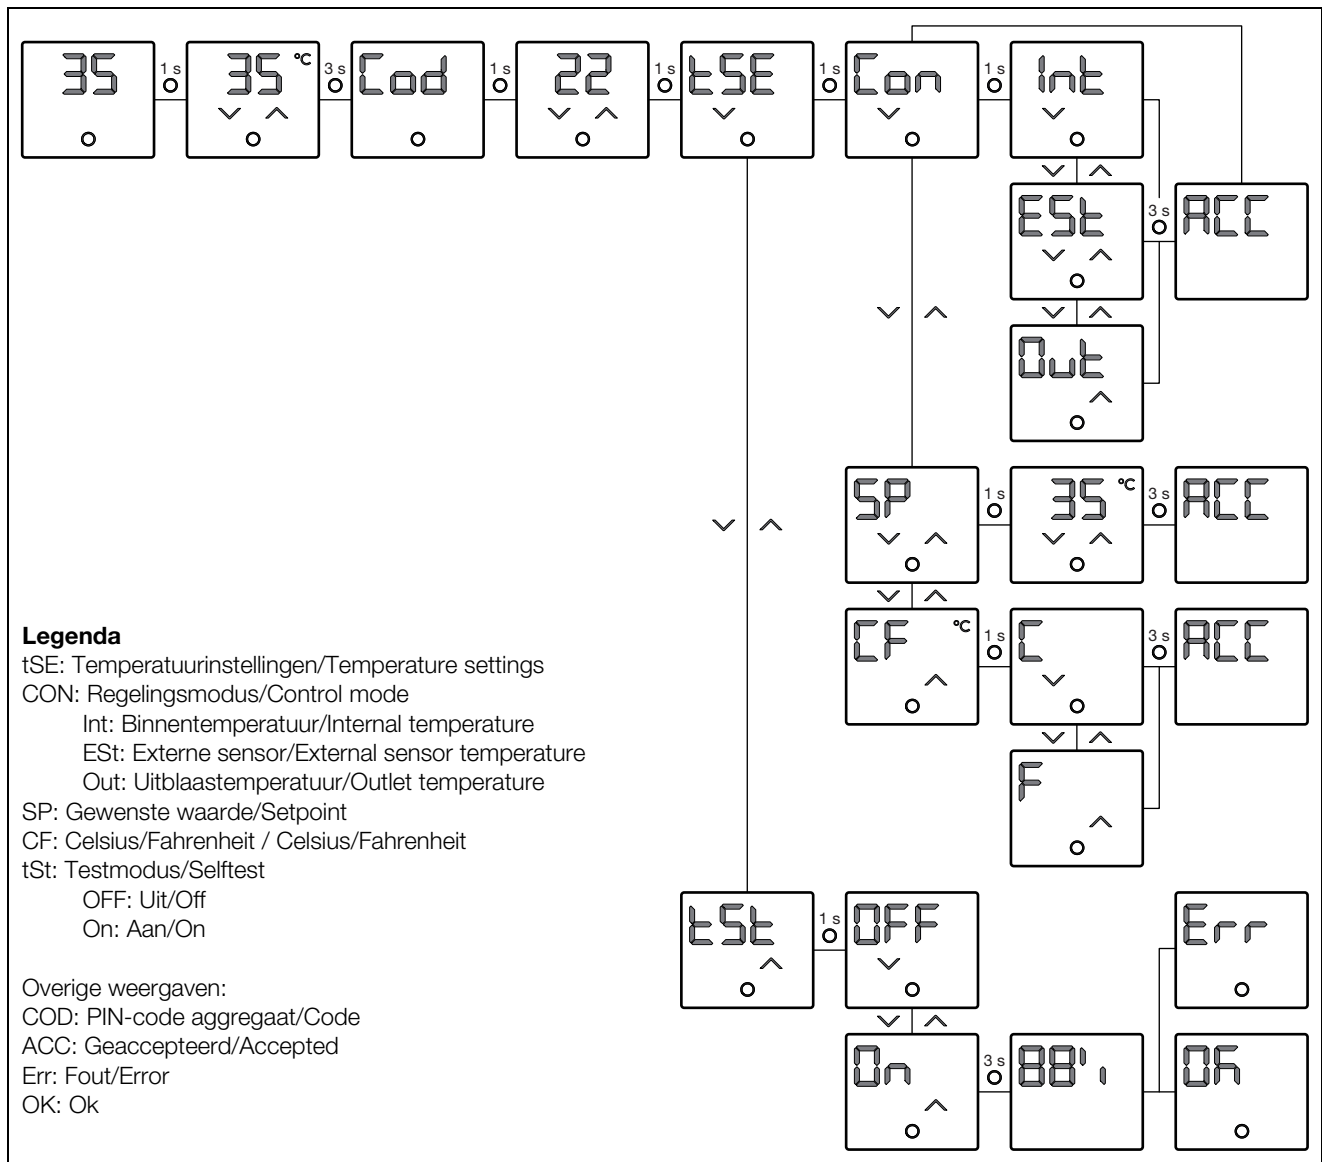 35
1 s
35 °C
3 s
Cod
1 s
22
1 s
tSE
1 s
Con
1 s
Int
ESt
3 s
ACC
Out
SP
1 s
35 °C
3 s
ACC
CF °C
1 s
C
3 s
ACC
F
Legenda
tSE: Temperatuurinstellingen/Temperature settings
CON: Regelingsmodus/Control mode
Int: Binnentemperatuur/Internal temperature
ESt: Externe sensor/External sensor temperature
Out: Uitblaastemperatuur/Outlet temperature
SP: Gewenste waarde/Setpoint
CF: Celsius/Fahrenheit / Celsius/Fahrenheit
tSt: Testmodus/Selftest
OFF: Uit/Off
On: Aan/On
Overige weergaven:
COD: PIN-code aggregaat/Code
ACC: Geaccepteerd/Accepted
Err: Fout/Error
OK: Ok
tSt
1 s
OFF
Err
On
3 s
88'ı
OK